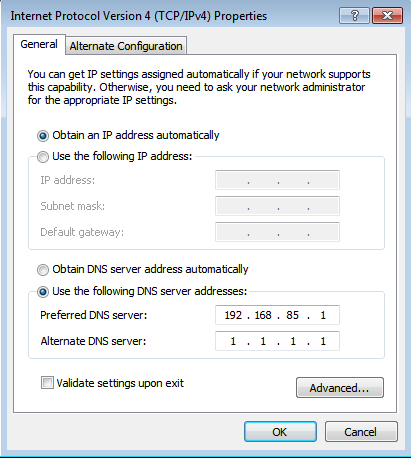 Internet Protocol Version 4 (TCP/IPv4) Properties
General Alternate Configuration
You can get IP settings assigned automatically if your network supports
this capability. Otherwise, you need to ask your network administrator
for the appropriate IP settings.
Obtain an IP address automatically
Use the following IP address:
IP address: . . .
Subnet mask: . . .
Default gateway: . . .
Obtain DNS server address automatically
Use the following DNS server addresses:
Preferred DNS server: 192 . 168 . 85 . 1
Alternate DNS server: 1 . 1 . 1 . 1
Validate settings upon exit
Advanced...
OK Cancel